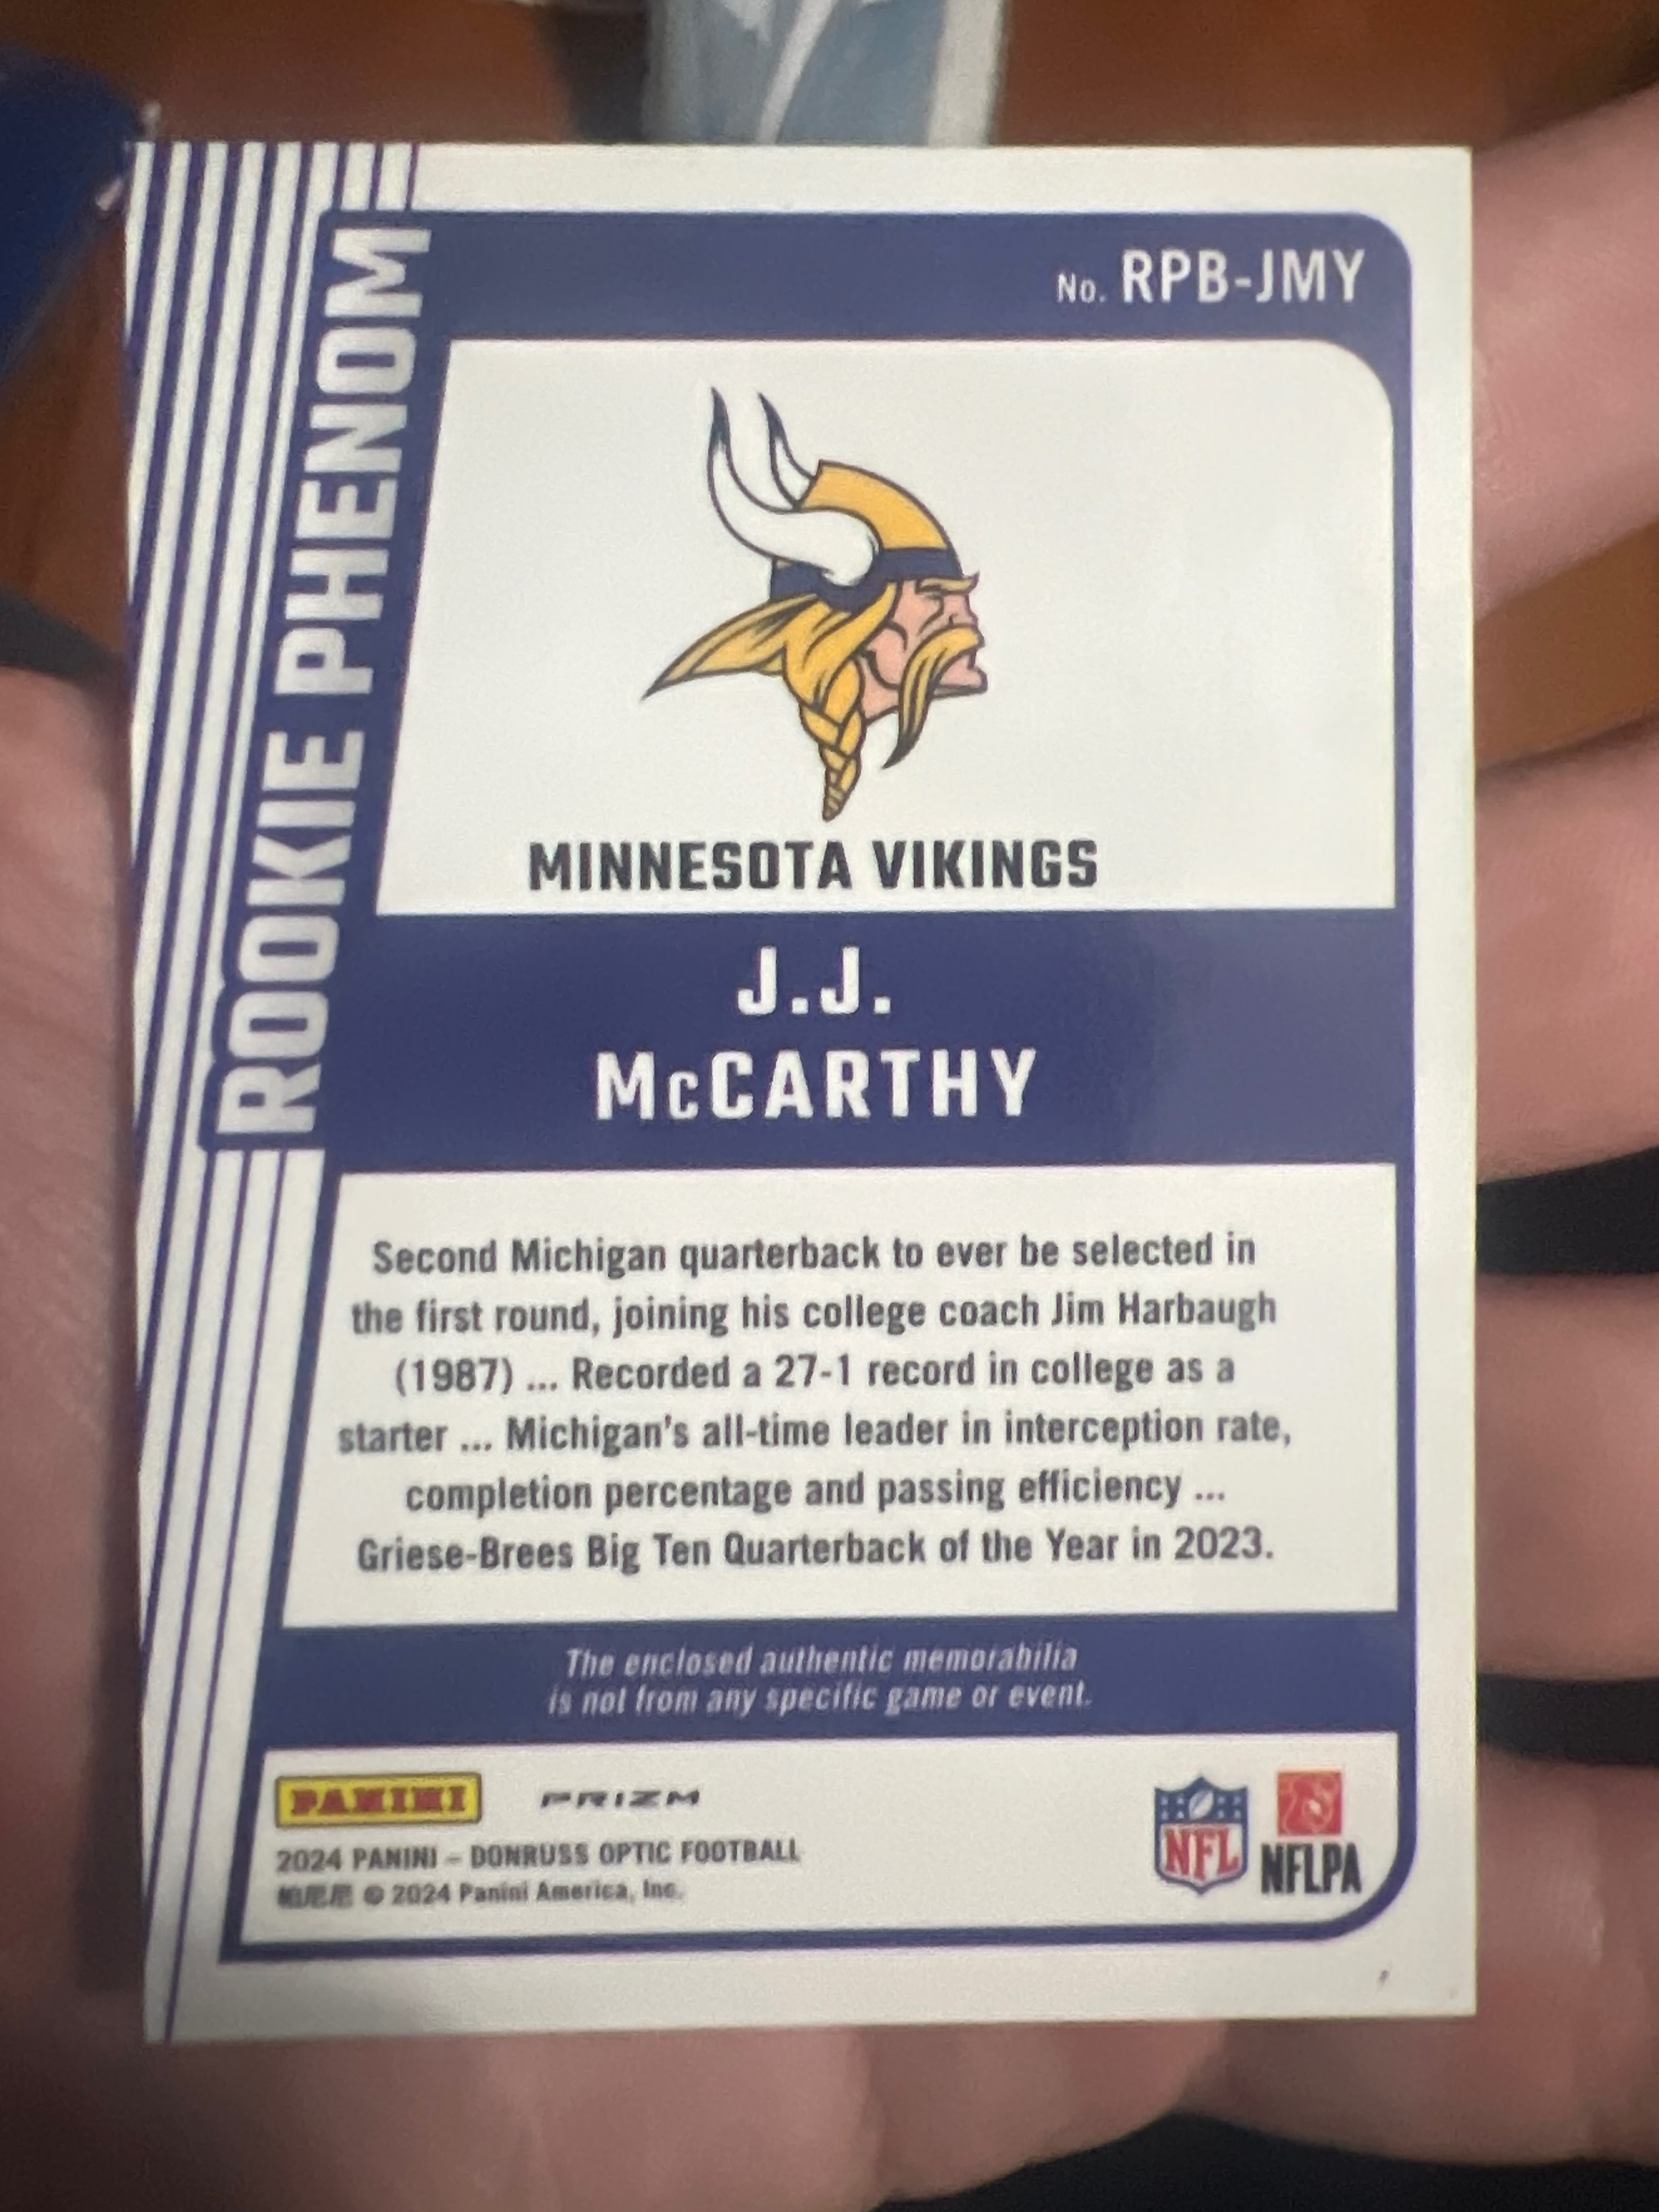 ROOKIE PHENOM
No. RPB-JMY
MINNESOTA VIKINGS
J.J.
McCARTHY
Second Michigan quarterback to ever be selected in
the first round, joining his college coach Jim Harbaugh
(1987) ... Recorded a 27-1 record in college as a
starter ... Michigan's all-time leader in interception rate,
completion percentage and passing efficiency ...
Griese-Brees Big Ten Quarterback of the Year in 2023.
The enclosed authentic memorabilia
is not from any specific game or event.
PANINI PRIZM
2024 PANINI – DONRUSS OPTIC FOOTBALL
帕尼尼 © 2024 Panini America, Inc.
NFL
NFLPA